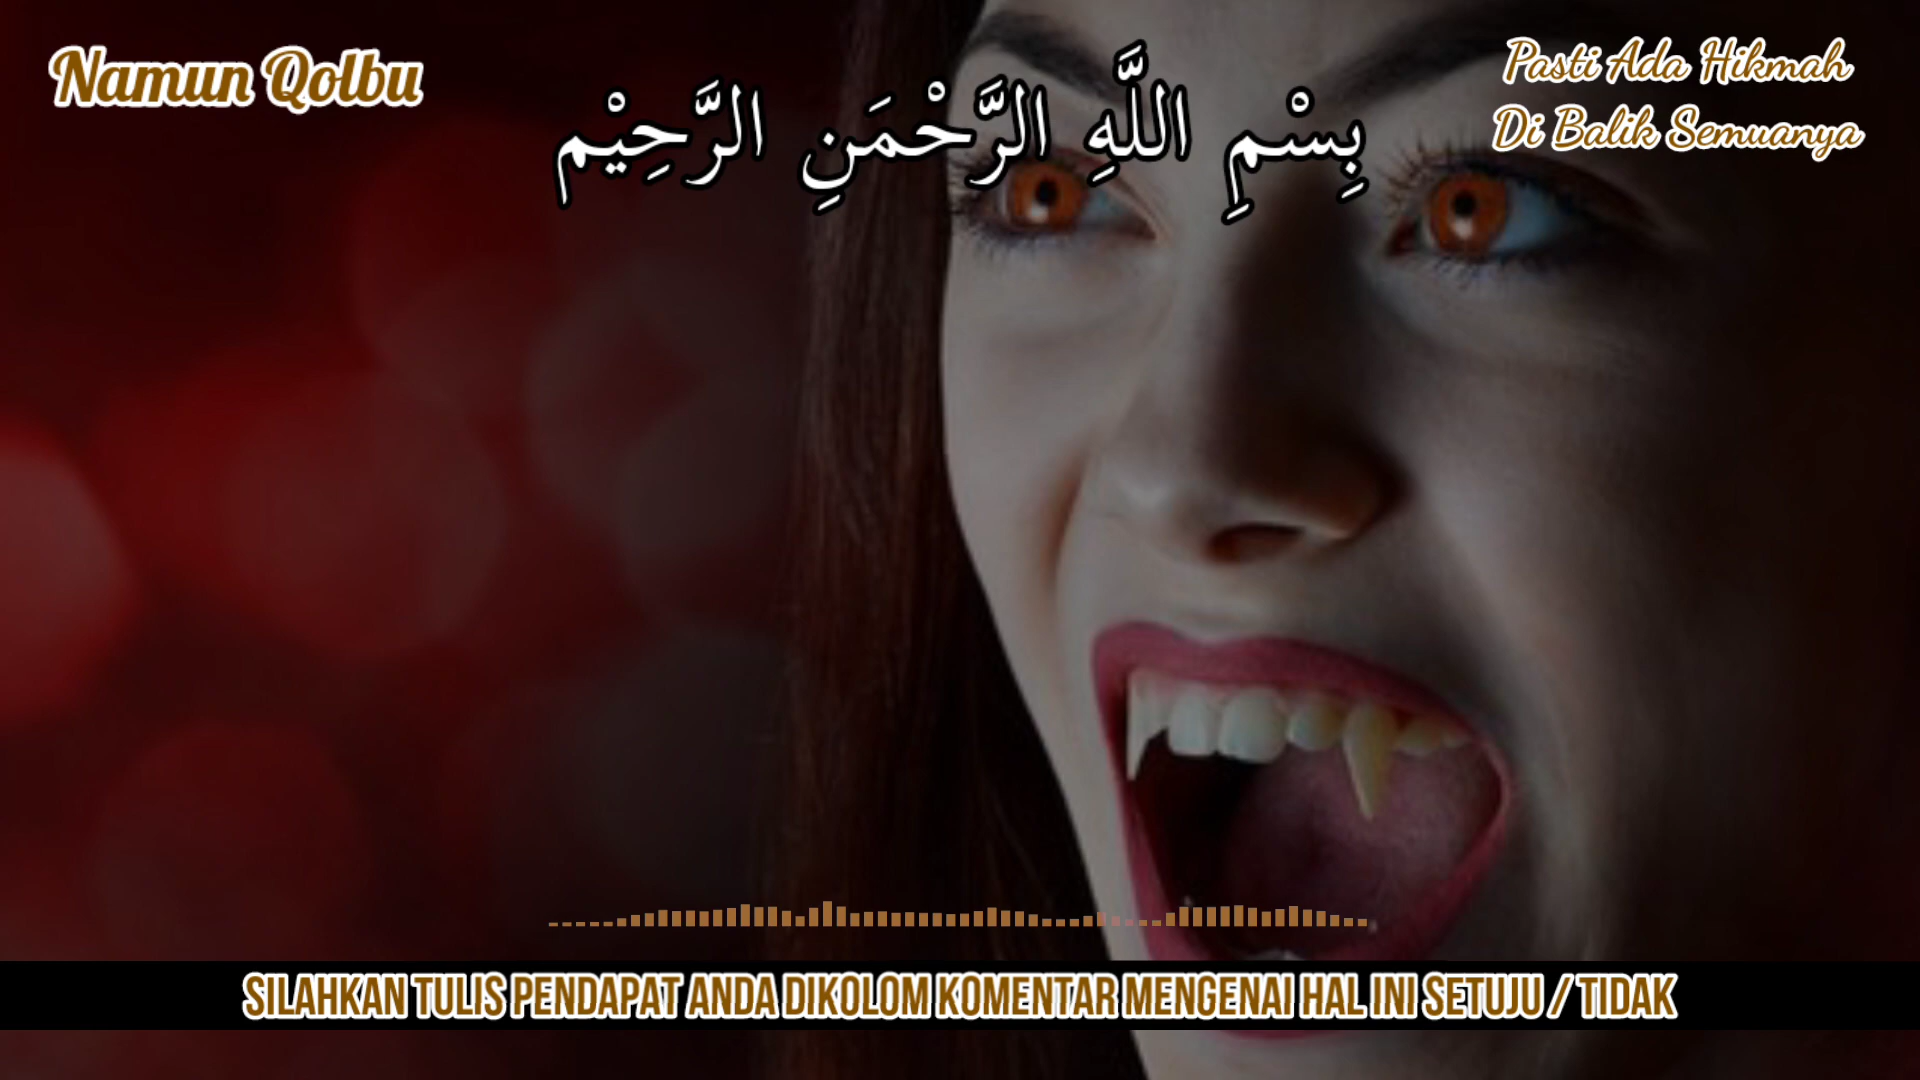 Namun Qolbu
بِسْمِ اللَّهِ الرَّحْمَنِ الرَّحِيْم
Pasti Ada Hikmah
Di Balik Semuanya
SILAHKAN TULIS PENDAPAT ANDA DIKOLOM KOMENTAR MENGENAI HAL INI SETUJU / TIDAK